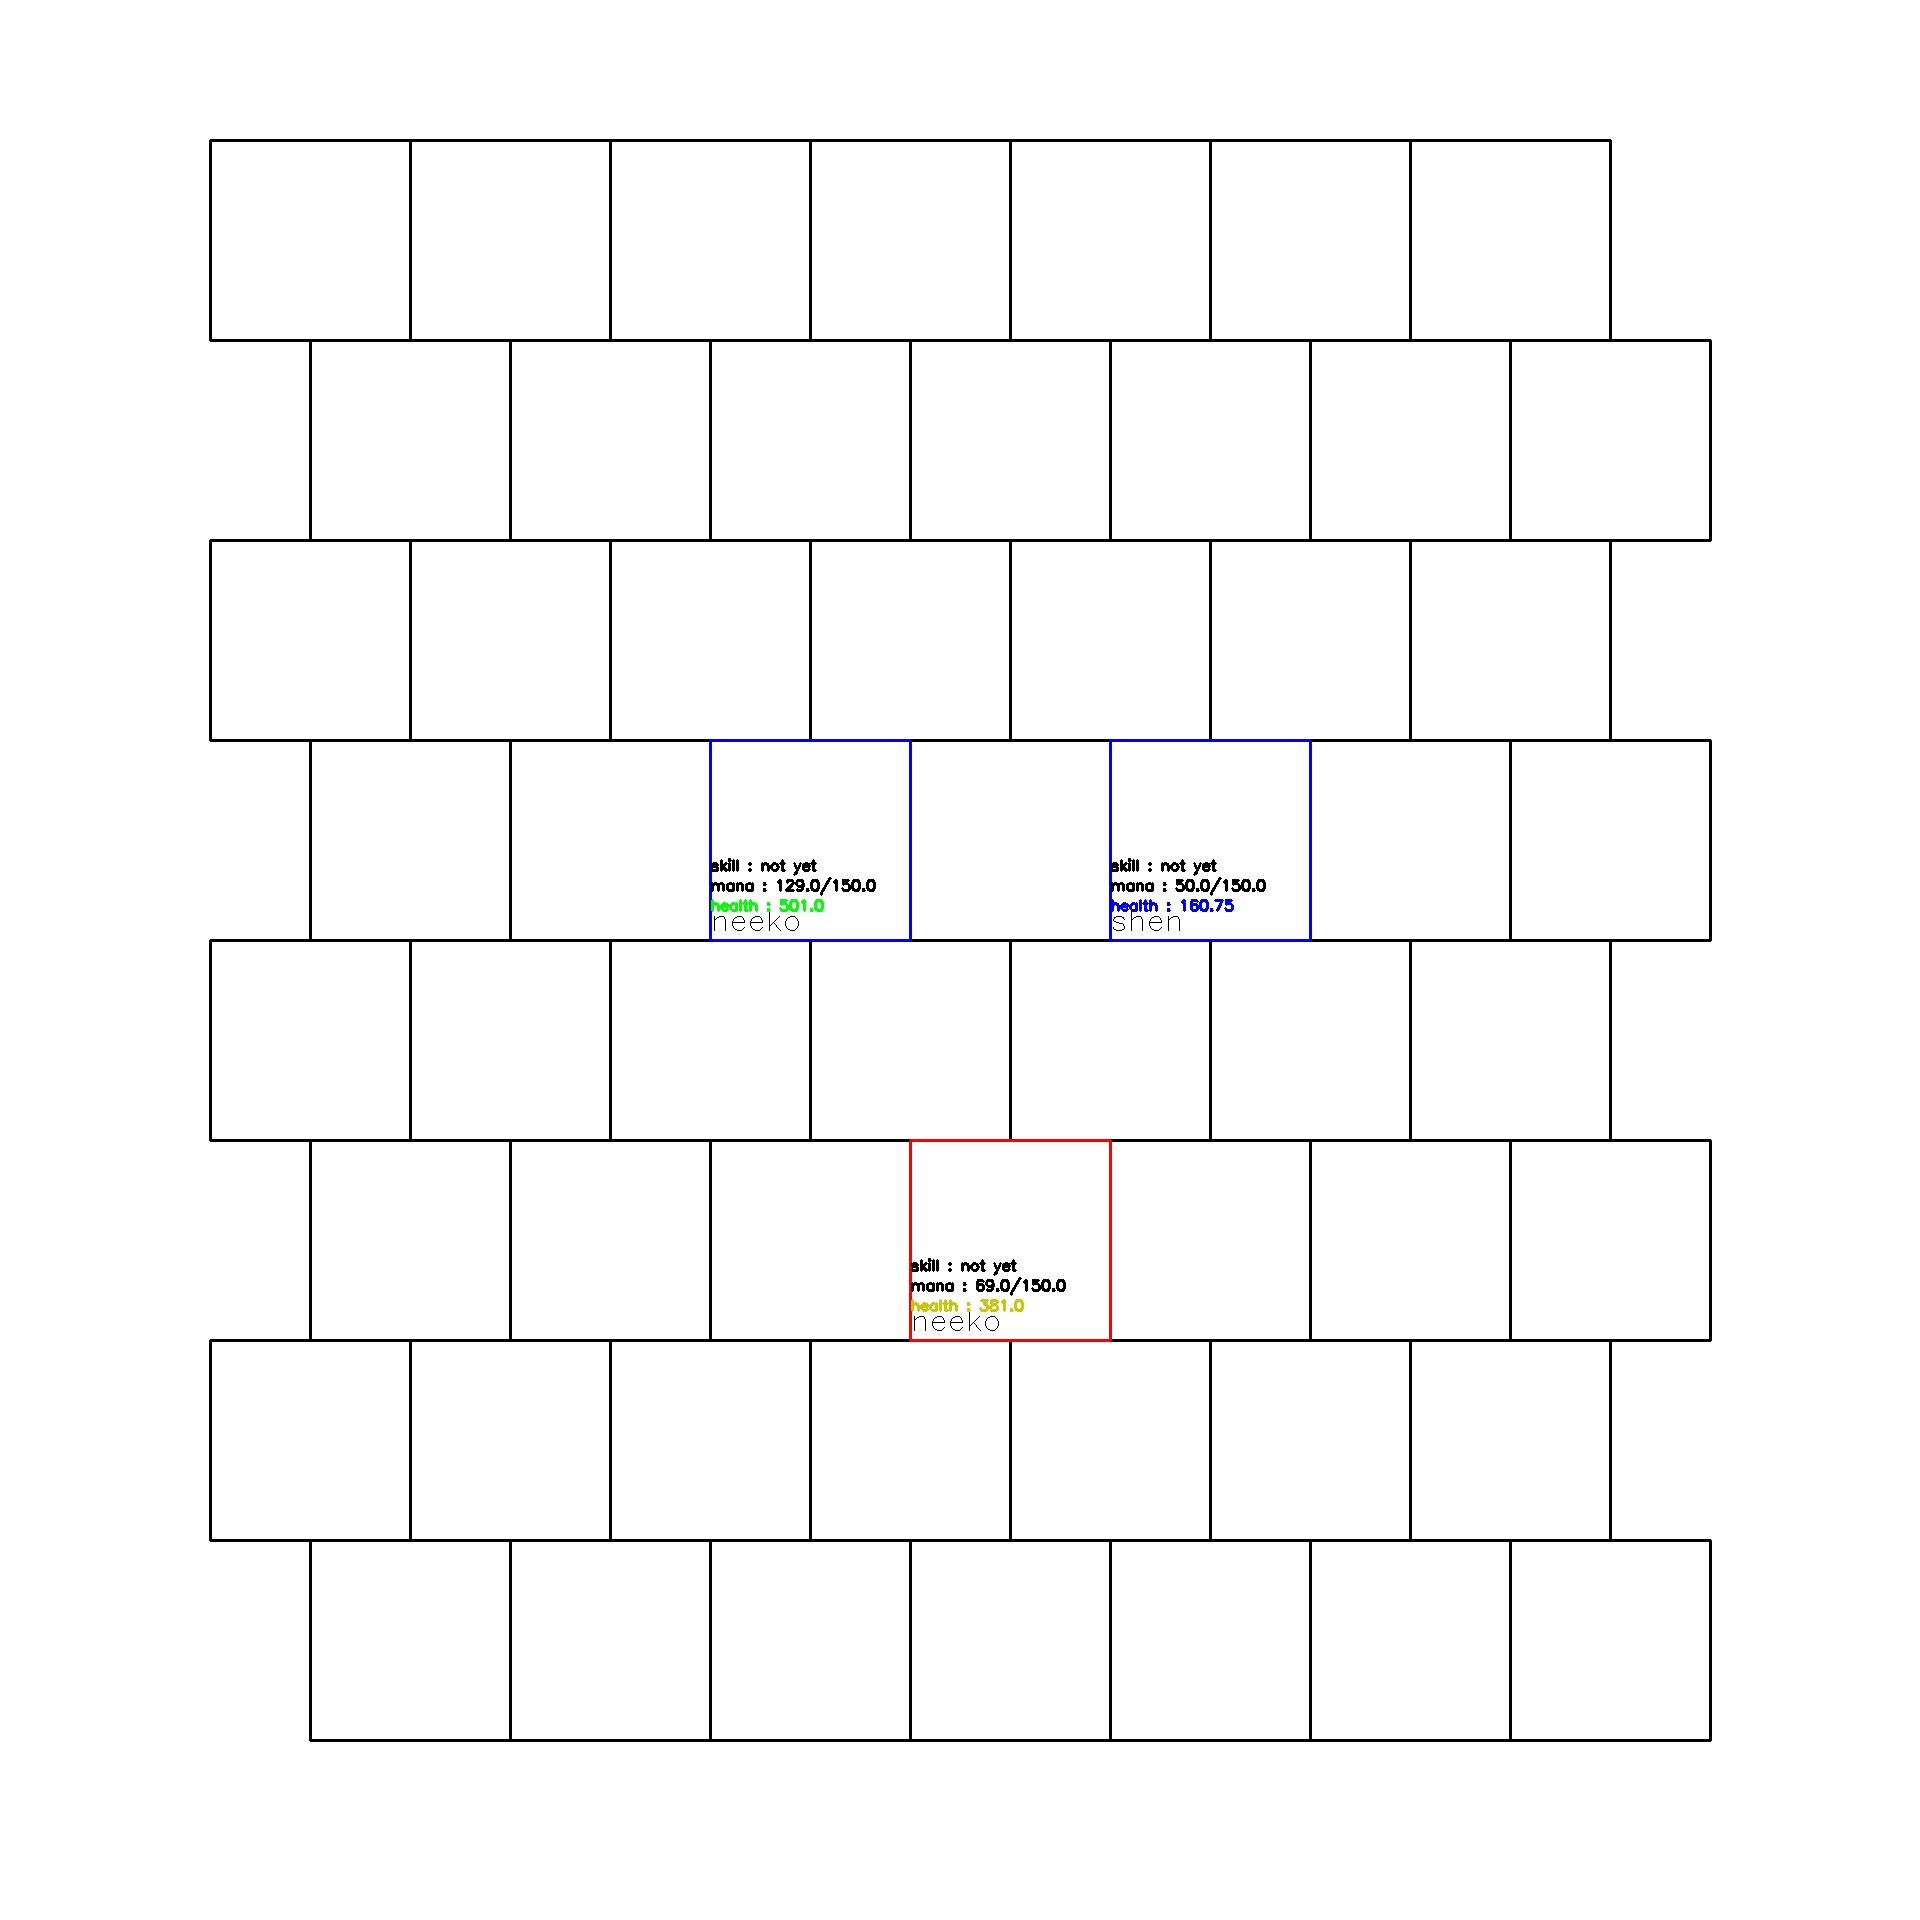 skill : not yet
mana : 129.0/150.0
health : 501.0
neeko
skill : not yet
mana : 50.0/150.0
health : 160.75
shen
skill : not yet
mana : 69.0/150.0
health : 381.0
neeko